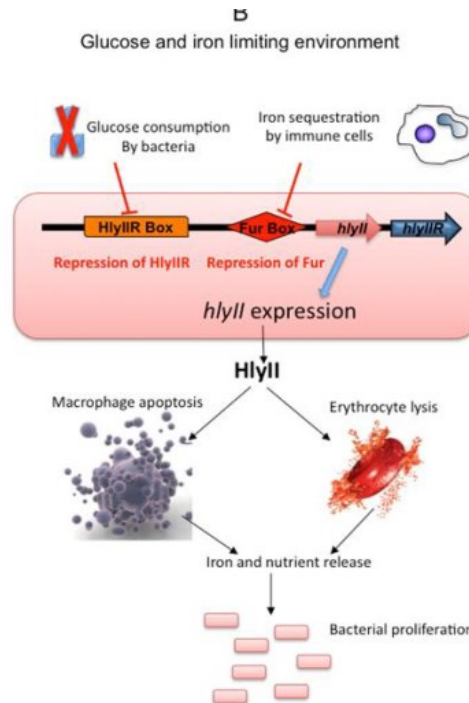 B
Glucose and iron limiting environment
Glucose consumption
By bacteria
Iron sequestration
by immune cells
HlyIIR Box
Fur Box
hlyII
hlyIIR
Repression of HlyIIR
Repression of Fur
hlyII expression
HlyII
Macrophage apoptosis
Erythrocyte lysis
Iron and nutrient release
Bacterial proliferation